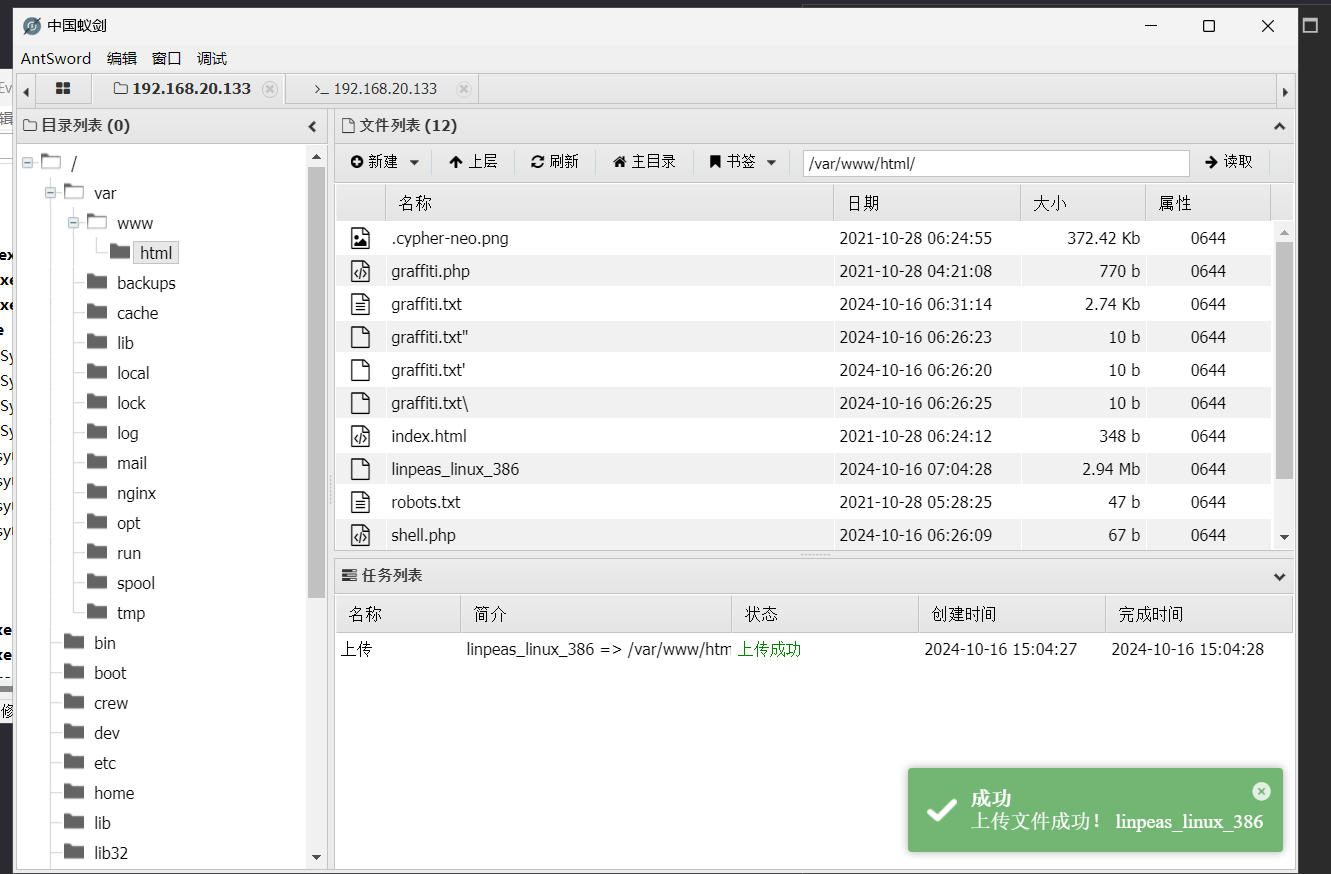 中国蚁剑
AntSword 编辑 窗口 调试
192.168.20.133 >_ 192.168.20.133
目录列表 (0)
/
var
www
html
backups
cache
lib
local
lock
log
mail
nginx
opt
run
spool
tmp
bin
boot
crew
dev
etc
home
lib
lib32
文件列表 (12)
新建 上层 刷新 主目录 书签 /var/www/html/ 读取
名称 日期 大小 属性
.cypher-neo.png 2021-10-28 06:24:55 372.42 Kb 0644
graffiti.php 2021-10-28 04:21:08 770 b 0644
graffiti.txt 2024-10-16 06:31:14 2.74 Kb 0644
graffiti.txt" 2024-10-16 06:26:23 10 b 0644
graffiti.txt' 2024-10-16 06:26:20 10 b 0644
graffiti.txt\ 2024-10-16 06:26:25 10 b 0644
index.html 2021-10-28 06:24:12 348 b 0644
linpeas_linux_386 2024-10-16 07:04:28 2.94 Mb 0644
robots.txt 2021-10-28 05:28:25 47 b 0644
shell.php 2024-10-16 06:26:09 67 b 0644
任务列表
名称 简介 状态 创建时间 完成时间
上传 linpeas_linux_386 => /var/www/htm 上传成功 2024-10-16 15:04:27 2024-10-16 15:04:28
成功
上传文件成功！ linpeas_linux_386